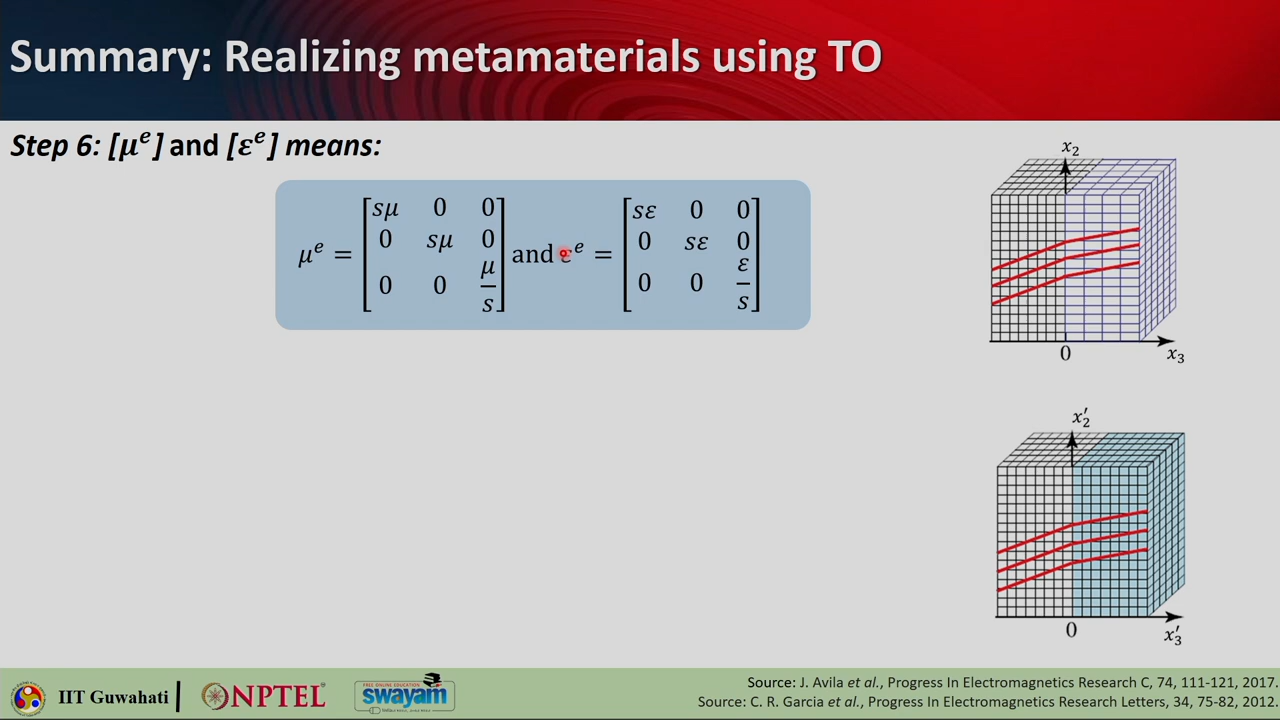 Summary: Realizing metamaterials using TO
Step 6: [μᵉ] and [εᵉ] means:
μᵉ = [sμ 0 0; 0 sμ 0; 0 0 μ/s] and εᵉ = [sε 0 0; 0 sε 0; 0 0 ε/s]
x₂
0
x₃
x′₂
0
x′₃
IIT Guwahati
NPTEL
FREE ONLINE EDUCATION
swayam
Source: J. Avila et al., Progress In Electromagnetics Research C, 74, 111-121, 2017.
Source: C. R. Garcia et al., Progress In Electromagnetics Research Letters, 34, 75-82, 2012.